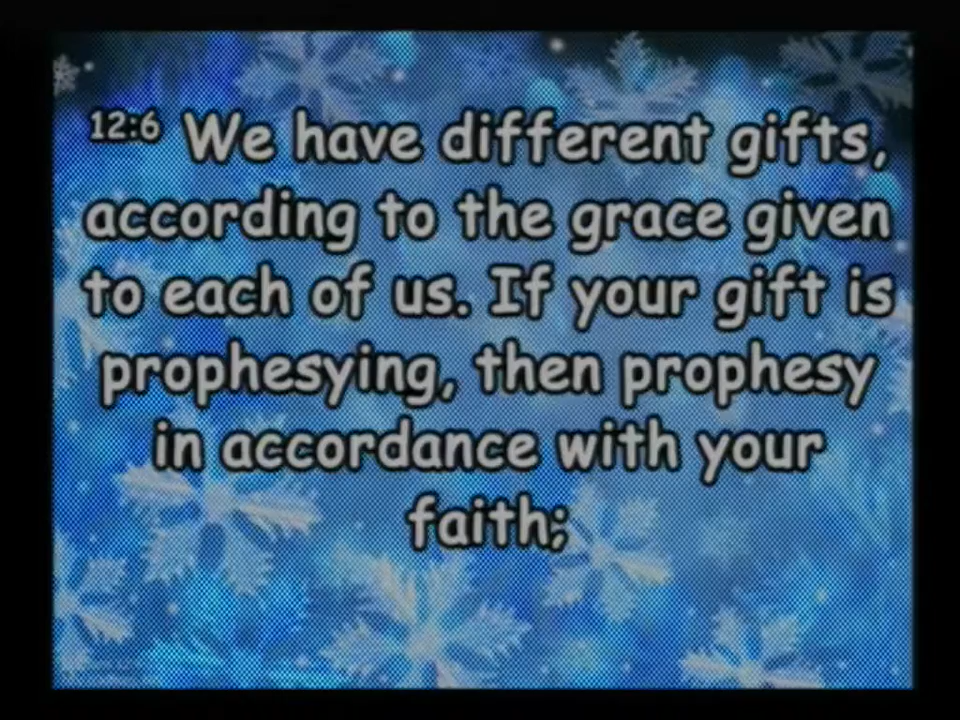 12:6 We have different gifts,
according to the grace given
to each of us. If your gift is
prophesying, then prophesy
in accordance with your
faith;